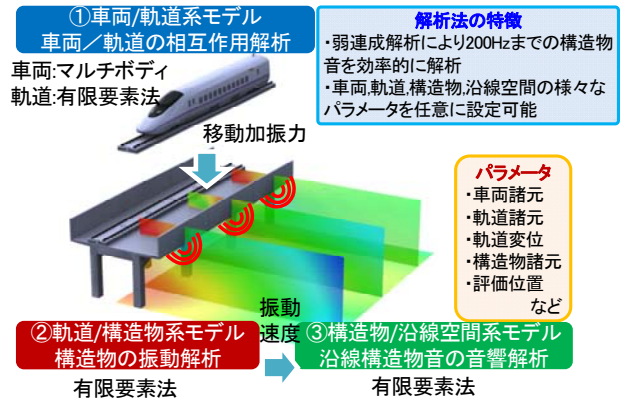 ①車両/軌道系モデル
車両／軌道の相互作用解析
車両:マルチボディ
軌道:有限要素法
解析法の特徴
・弱連成解析により200Hzまでの構造物
音を効率的に解析
・車両,軌道,構造物,沿線空間の様々な
パラメータを任意に設定可能
移動加振力
パラメータ
・車両諸元
・軌道諸元
・軌道変位
・構造物諸元
・評価位置
など
振動
速度
②軌道/構造物系モデル
構造物の振動解析
有限要素法
③構造物/沿線空間系モデル
沿線構造物音の音響解析
有限要素法